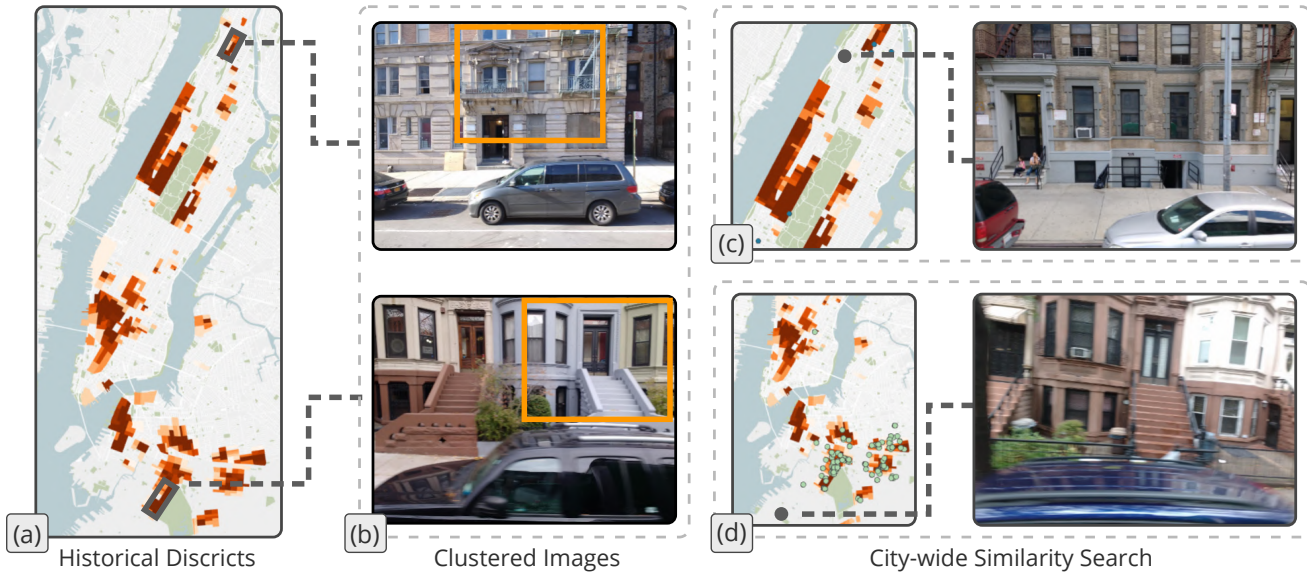 (a)
(b)
(c)
(d)
Historical Discricts
Clustered Images
City-wide Similarity Search